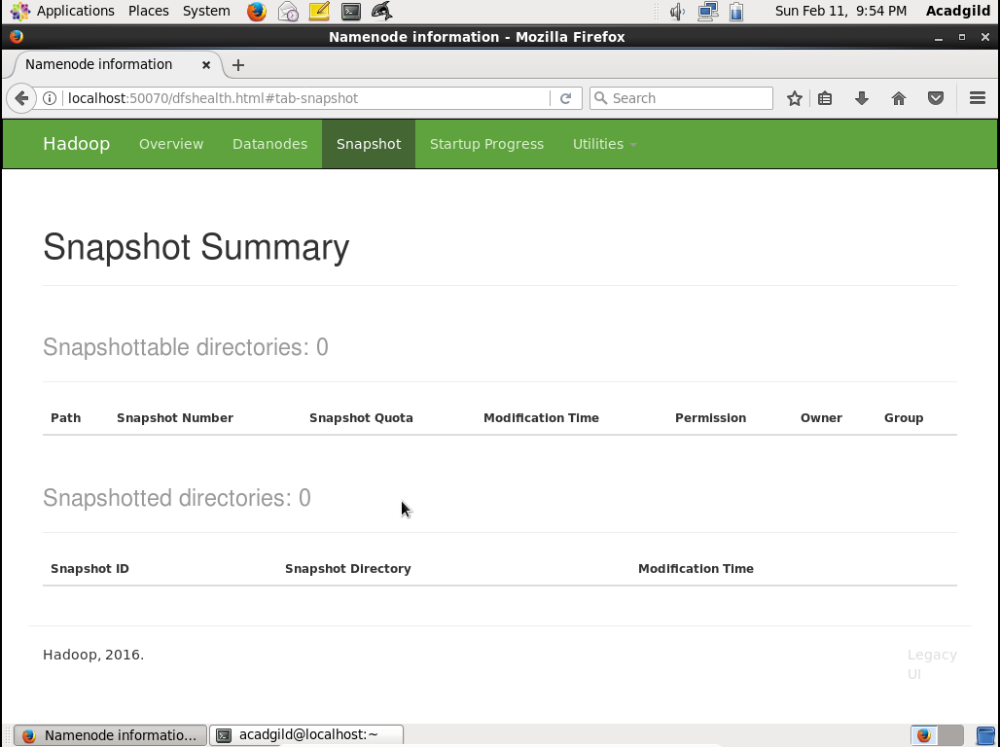 Applications Places System Sun Feb 11, 9:54 PM Acadgild
Namenode information - Mozilla Firefox
Namenode information
localhost:50070/dfshealth.html#tab-snapshot Search
Hadoop Overview Datanodes Snapshot Startup Progress Utilities
Snapshot Summary
Snapshottable directories: 0
Path Snapshot Number Snapshot Quota Modification Time Permission Owner Group
Snapshotted directories: 0
Snapshot ID Snapshot Directory Modification Time
Hadoop, 2016. Legacy
UI
Namenode informatio... acadgild@localhost:~